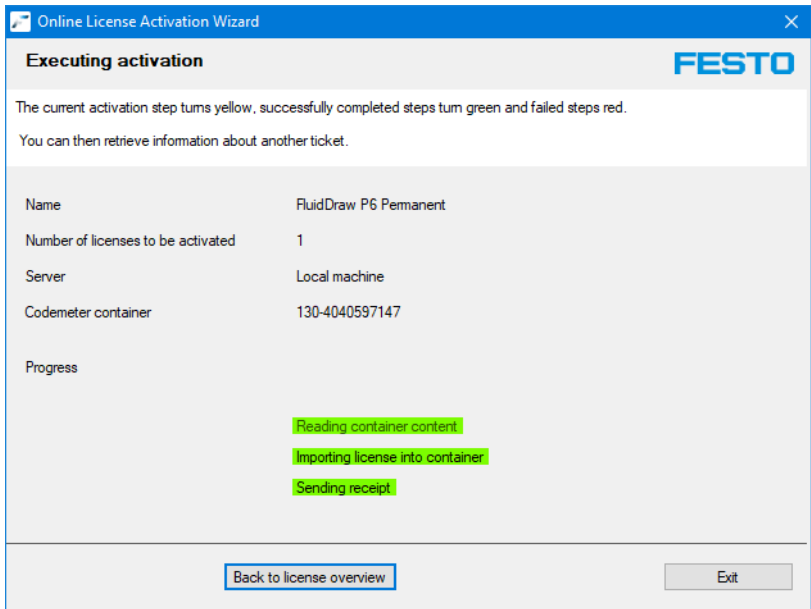 Online License Activation Wizard
Executing activation
FESTO
The current activation step turns yellow, successfully completed steps turn green and failed steps red.
You can then retrieve information about another ticket.
Name FluidDraw P6 Permanent
Number of licenses to be activated 1
Server Local machine
Codemeter container 130-4040597147
Progress
Reading container content
Importing license into container
Sending receipt
Back to license overview Exit